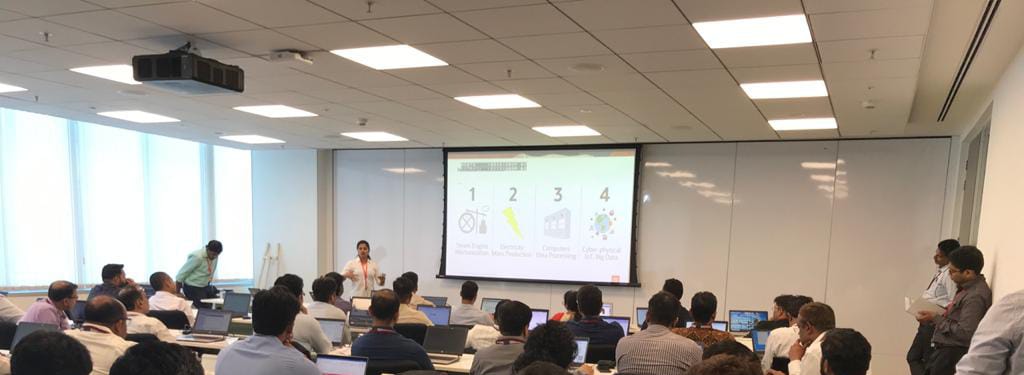 1 2 3 4
Steam Engine Electricity Computers Cyber-physical
Mechanization Mass Production Data Processing IoT, Big Data